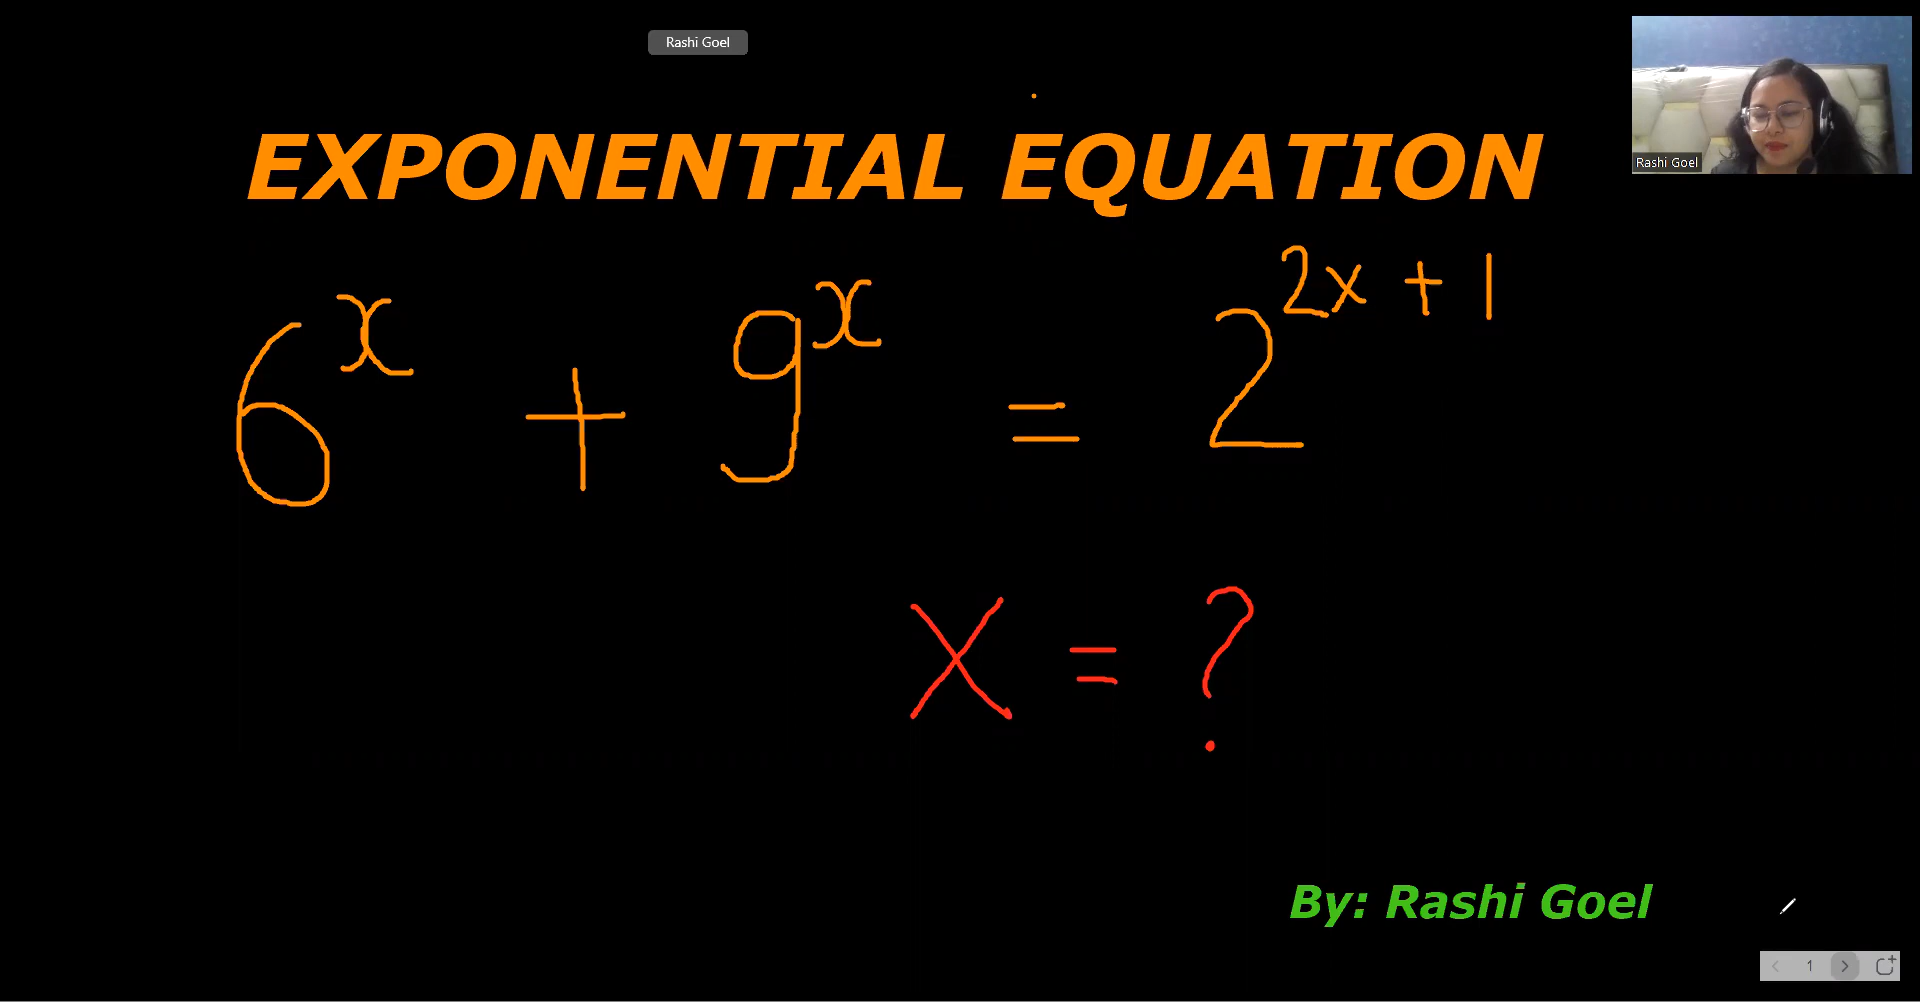 Rashi Goel
Rashi Goel
EXPONENTIAL EQUATION
6^x + 9^x = 2^{2x + 1}
X = ?
By: Rashi Goel
1